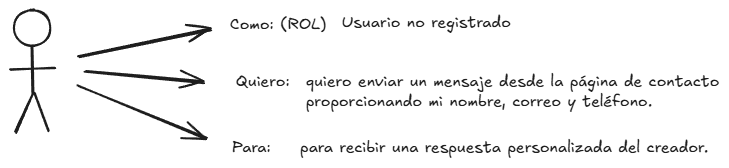 Como: (ROL) Usuario no registrado
Quiero: quiero enviar un mensaje desde la página de contacto
proporcionando mi nombre, correo y teléfono.
Para: para recibir una respuesta personalizada del creador.